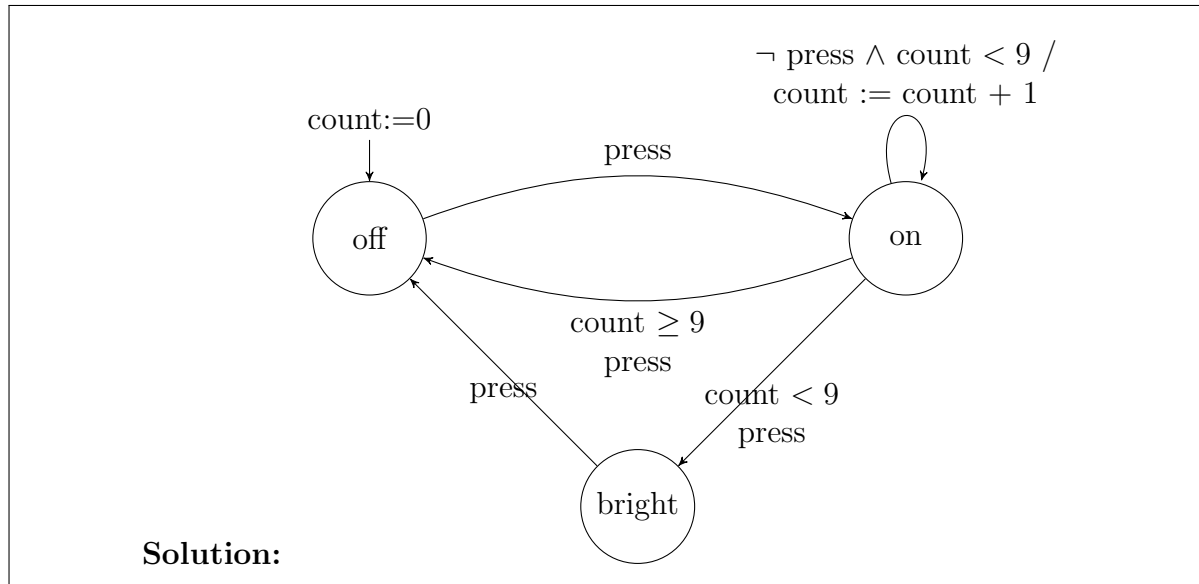 ¬ press ∧ count < 9 /
count := count + 1
count:=0
press
off
on
count ≥ 9
press
press
count < 9
press
bright
Solution: